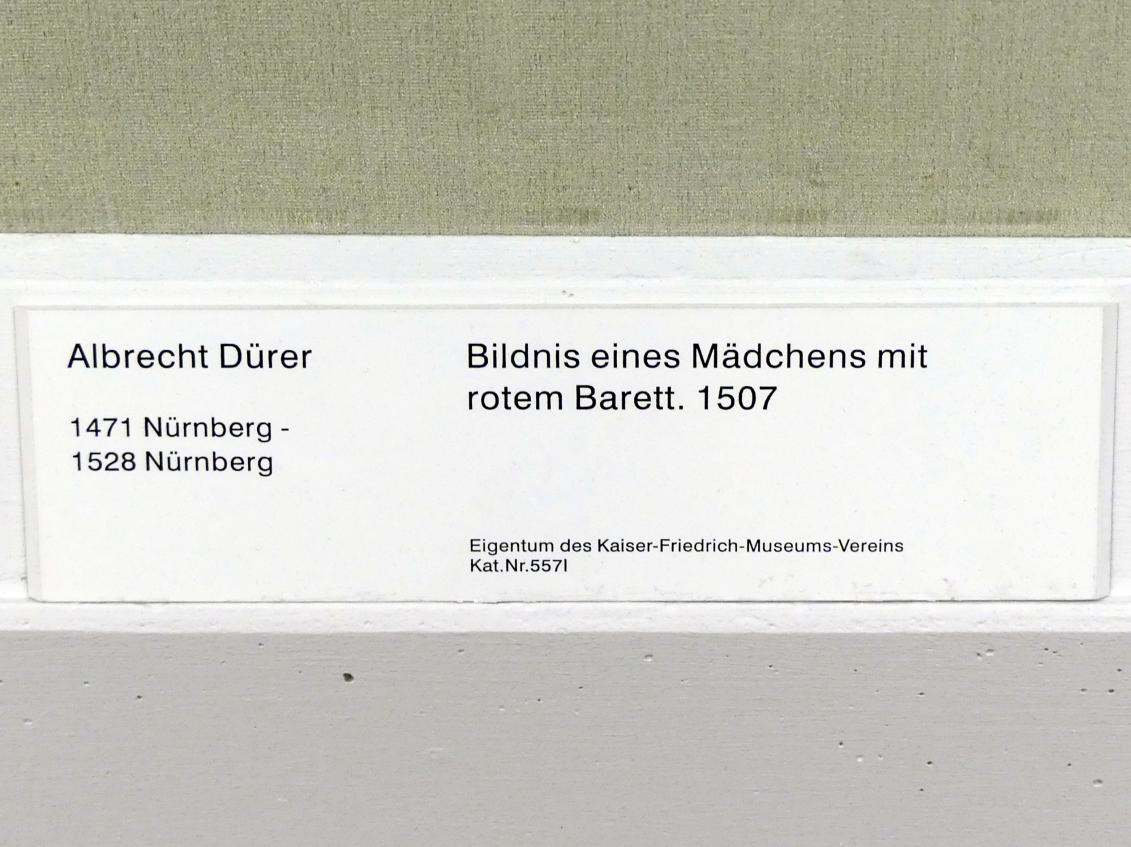 Albrecht Dürer
1471 Nürnberg -
1528 Nürnberg
Bildnis eines Mädchens mit
rotem Barett. 1507
Eigentum des Kaiser-Friedrich-Museums-Vereins
Kat.Nr.557I